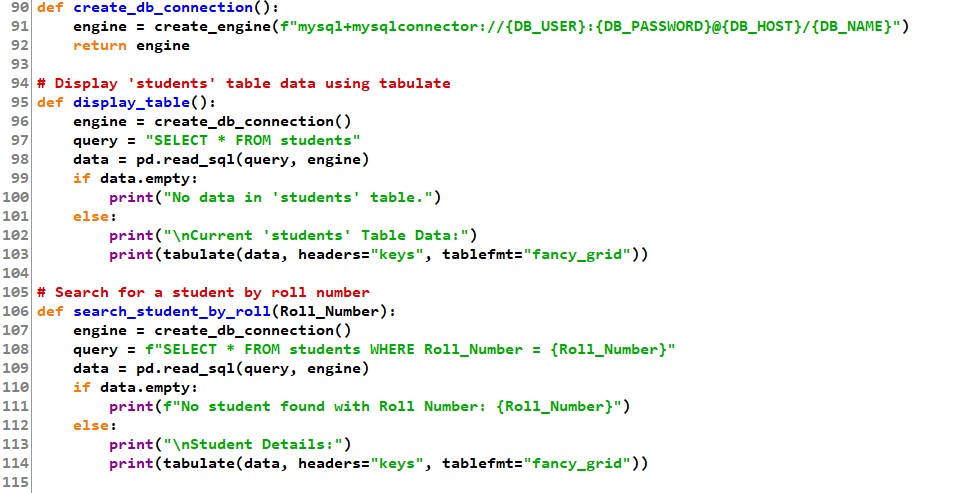 90 def create_db_connection():
91     engine = create_engine(f"mysql+mysqlconnector://{DB_USER}:{DB_PASSWORD}@{DB_HOST}/{DB_NAME}")
92     return engine
93
94 # Display 'students' table data using tabulate
95 def display_table():
96     engine = create_db_connection()
97     query = "SELECT * FROM students"
98     data = pd.read_sql(query, engine)
99     if data.empty:
100         print("No data in 'students' table.")
101     else:
102         print("\nCurrent 'students' Table Data:")
103         print(tabulate(data, headers="keys", tablefmt="fancy_grid"))
104
105 # Search for a student by roll number
106 def search_student_by_roll(Roll_Number):
107     engine = create_db_connection()
108     query = f"SELECT * FROM students WHERE Roll_Number = {Roll_Number}"
109     data = pd.read_sql(query, engine)
110     if data.empty:
111         print(f"No student found with Roll Number: {Roll_Number}")
112     else:
113         print("\nStudent Details:")
114         print(tabulate(data, headers="keys", tablefmt="fancy_grid"))
115